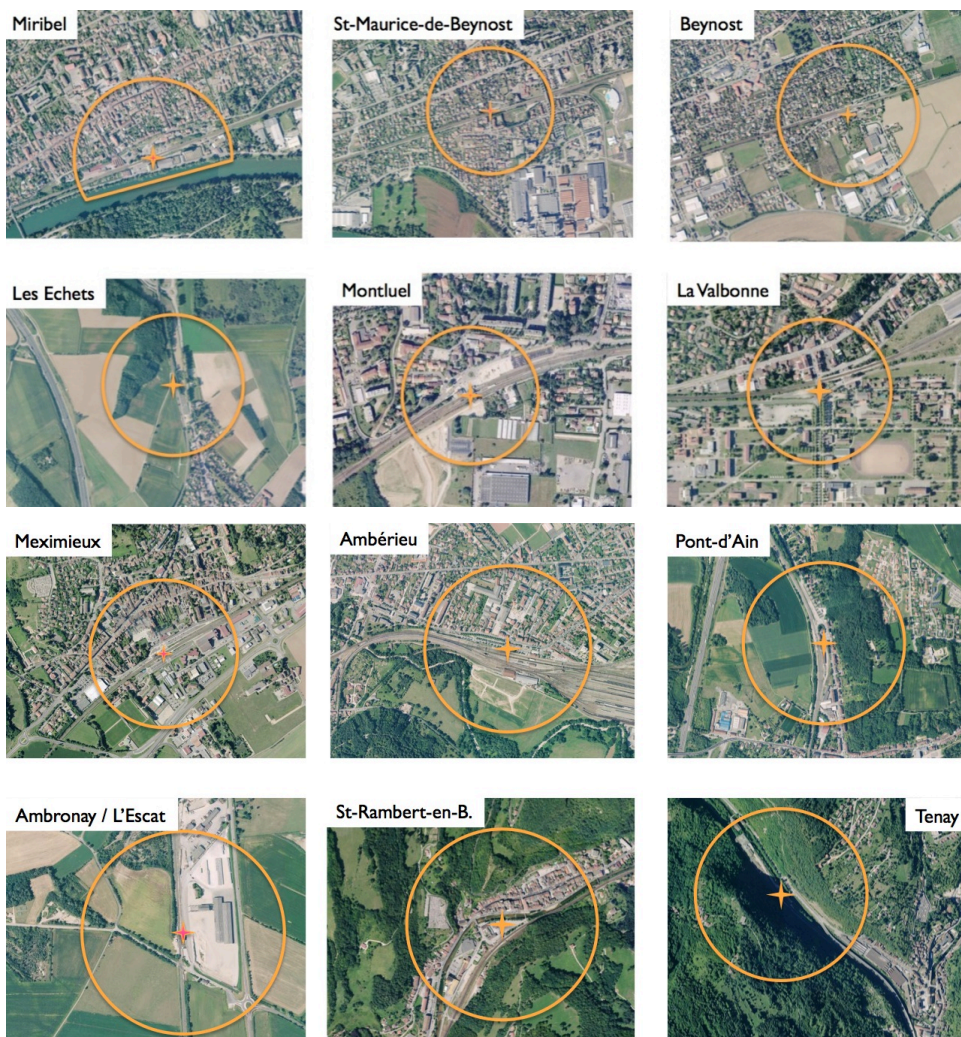 Miribel
St-Maurice-de-Beynost
Beynost
Les Echets
Montluel
La Valbonne
Meximieux
Ambérieu
Pont-d'Ain
Ambronay / L'Escat
St-Rambert-en-B.
Tenay